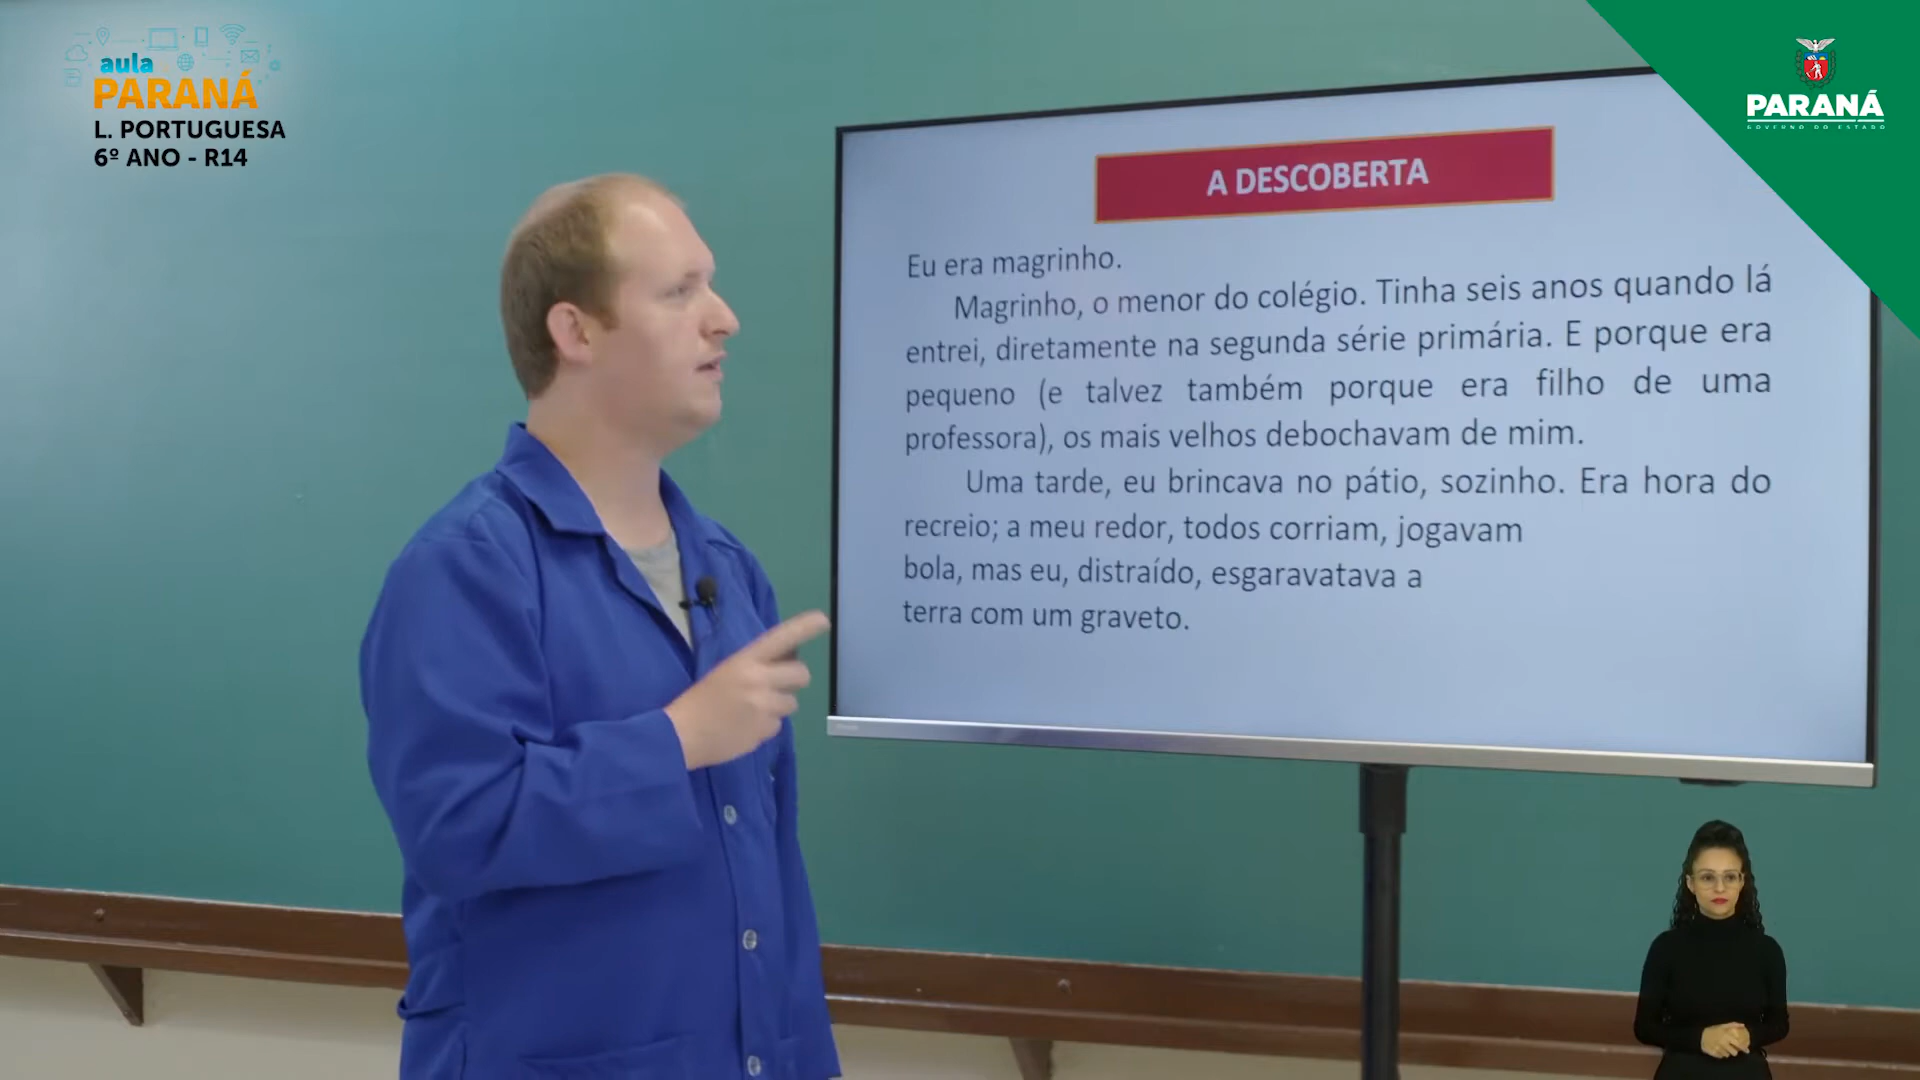 aula
PARANÁ
L. PORTUGUESA
6º ANO - R14
PARANÁ
GOVERNO DO ESTADO
A DESCOBERTA
Eu era magrinho.
Magrinho, o menor do colégio. Tinha seis anos quando lá
entrei, diretamente na segunda série primária. E porque era
pequeno (e talvez também porque era filho de uma
professora), os mais velhos debochavam de mim.
Uma tarde, eu brincava no pátio, sozinho. Era hora do
recreio; a meu redor, todos corriam, jogavam
bola, mas eu, distraído, esgaravatava a
terra com um graveto.